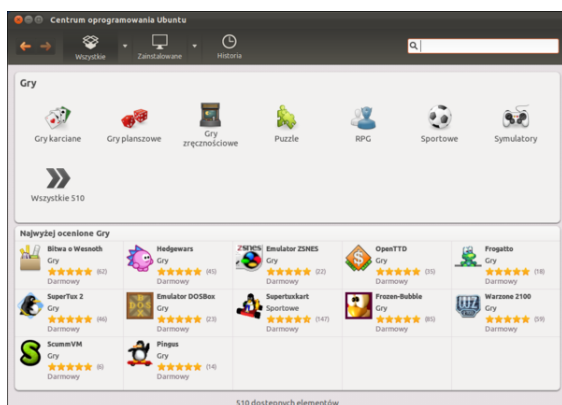 Centrum oprogramowania Ubuntu
Wszystkie
Zainstalowane
Historia
Gry
Gry karciane
Gry planszowe
Gry
zręcznościowe
Puzzle
RPG
Sportowe
Symulatory
Wszystkie 510
Najwyżej ocenione Gry
Bitwa o Wesnoth
Gry
(62)
Darmowy
Hedgewars
Gry
(45)
Darmowy
ZSNES
Emulator ZSNES
Gry
(22)
Darmowy
OpenTTD
Gry
(35)
Darmowy
Frogatto
Gry
(18)
Darmowy
SuperTux 2
Gry
(46)
Darmowy
DOS
Emulator DOSBox
Gry
(23)
Darmowy
Supertuxkart
Sportowe
(147)
Darmowy
Frozen-Bubble
Gry
(85)
Darmowy
WZ
Warzone 2100
Gry
(59)
Darmowy
S
ScummVM
Gry
(6)
Darmowy
Pingus
Gry
(14)
Darmowy
510 dostępnych elementów